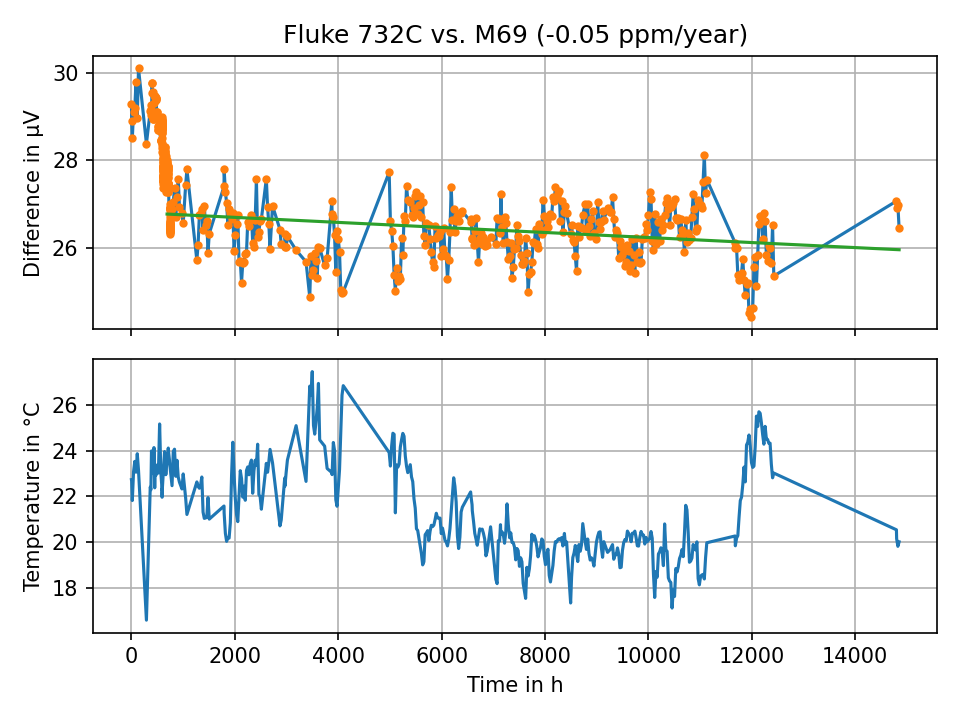 Fluke 732C vs. M69 (-0.05 ppm/year)
30
28
26
Difference in µV
26
24
22
20
18
Temperature in °C
0 2000 4000 6000 8000 10000 12000 14000
Time in h